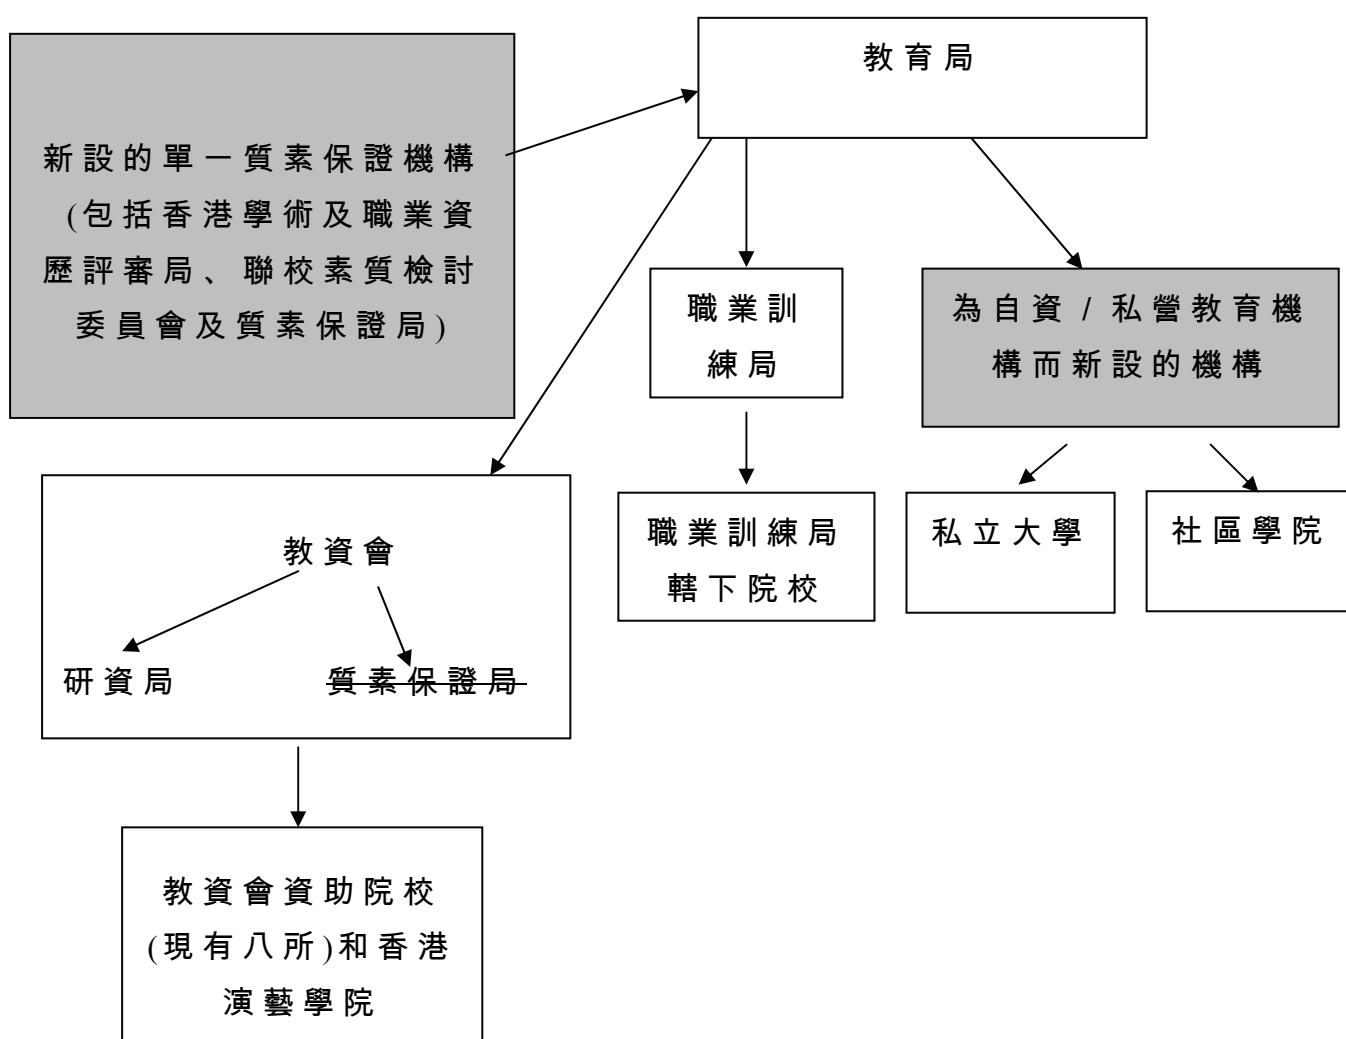 教育局
新設的單一質素保證機構
(包括香港學術及職業資
歷評審局、聯校素質檢討
委員會及質素保證局)
職業訓
練局
為自資 / 私營教育機
構而新設的機構
教資會
研資局
質素保證局
職業訓練局
轄下院校
私立大學
社區學院
教資會資助院校
(現有八所)和香港
演藝學院